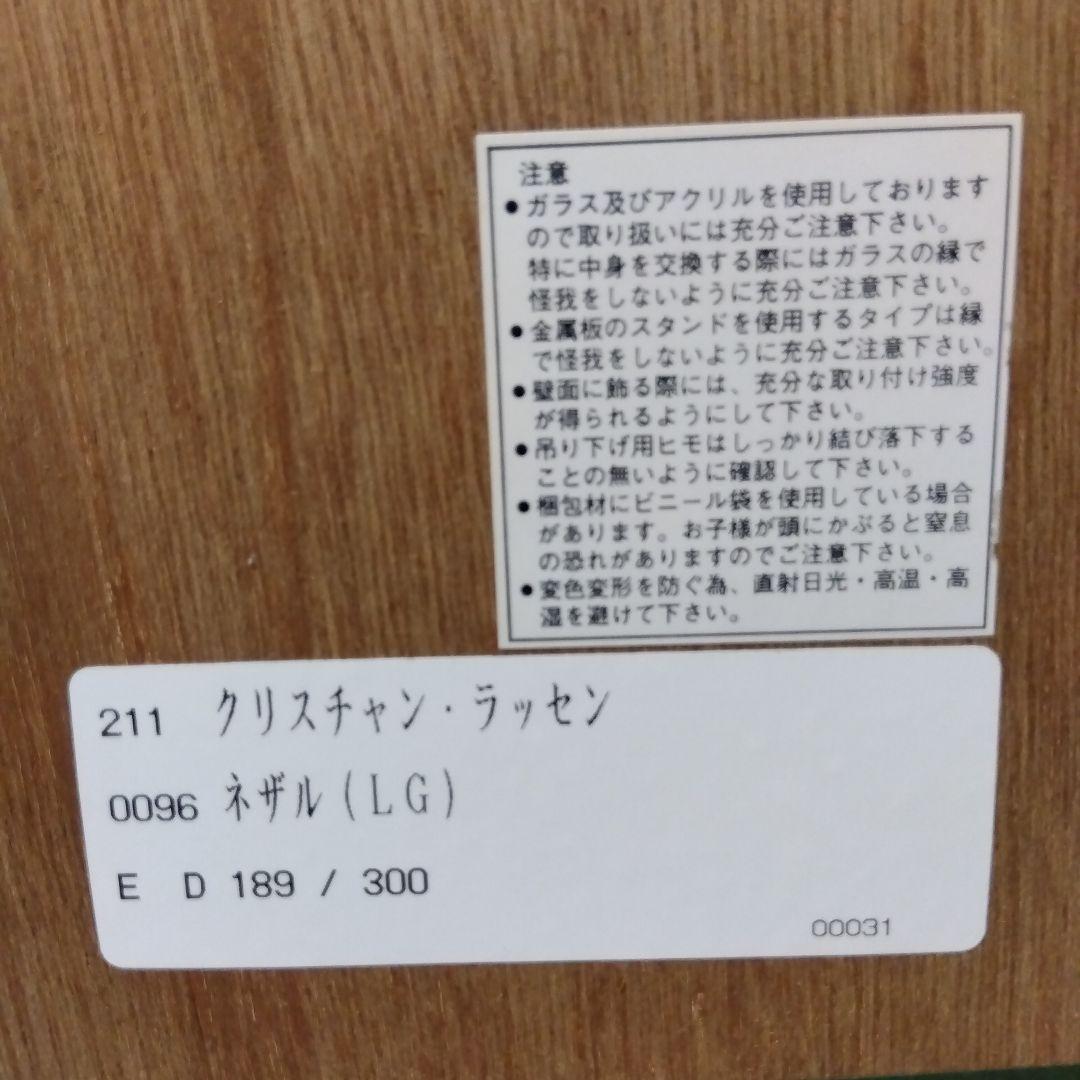 注意
●ガラス及びアクリルを使用しております
ので取り扱いには充分ご注意下さい。
特に中身を交換する際にはガラスの縁で
怪我をしないように充分ご注意下さい。
●金属板のスタンドを使用するタイプは縁
で怪我をしないように充分ご注意下さい。
●壁面に飾る際には、充分な取り付け強度
が得られるようにして下さい。
●吊り下げ用ヒモはしっかり結び落下する
ことの無いように確認して下さい。
●梱包材にビニール袋を使用している場合
があります。お子様が頭にかぶると窒息
の恐れがありますのでご注意下さい。
●変色変形を防ぐ為、直射日光・高温・高
湿を避けて下さい。
211 クリスチャン・ラッセン
0096 ネザル(LG)
E D 189 / 300
00031